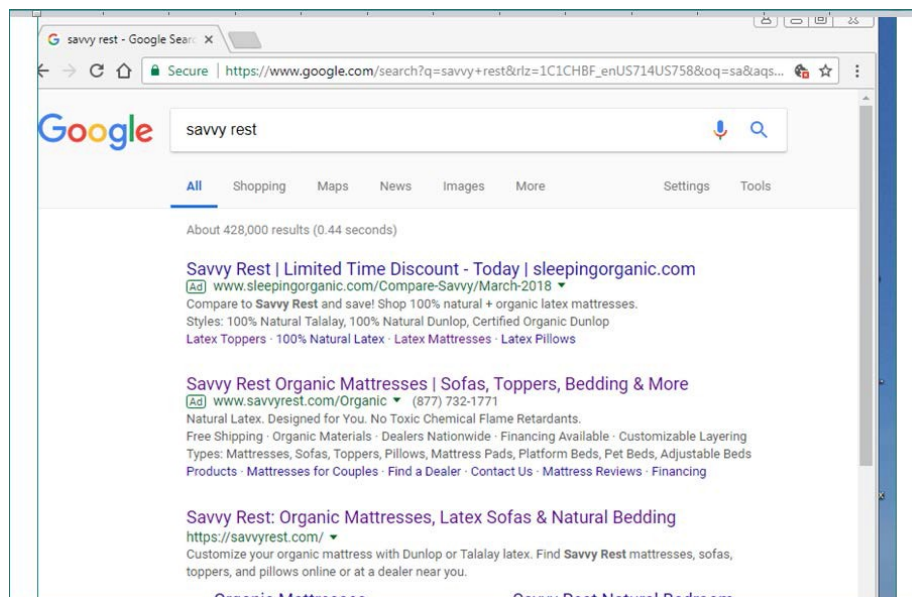 savvy rest - Google Sear
Secure | https://www.google.com/search?q=savvy+rest&rlz=1C1CHBF_enUS714US758&oq=sa&aqs...
Google
savvy rest
All Shopping Maps News Images More Settings Tools
About 428,000 results (0.44 seconds)
Savvy Rest | Limited Time Discount - Today | sleepingorganic.com
Ad www.sleepingorganic.com/Compare-Savvy/March-2018
Compare to Savvy Rest and save! Shop 100% natural + organic latex mattresses.
Styles: 100% Natural Talalay, 100% Natural Dunlop, Certified Organic Dunlop
Latex Toppers · 100% Natural Latex · Latex Mattresses · Latex Pillows
Savvy Rest Organic Mattresses | Sofas, Toppers, Bedding & More
Ad www.savvyrest.com/Organic (877) 732-1771
Natural Latex. Designed for You. No Toxic Chemical Flame Retardants.
Free Shipping · Organic Materials · Dealers Nationwide · Financing Available · Customizable Layering
Types: Mattresses, Sofas, Toppers, Pillows, Mattress Pads, Platform Beds, Pet Beds, Adjustable Beds
Products · Mattresses for Couples · Find a Dealer · Contact Us · Mattress Reviews · Financing
Savvy Rest: Organic Mattresses, Latex Sofas & Natural Bedding
https://savvyrest.com/
Customize your organic mattress with Dunlop or Talalay latex. Find Savvy Rest mattresses, sofas,
toppers, and pillows online or at a dealer near you.
Organic Mattresses Savvy Rest Natural Bedroom